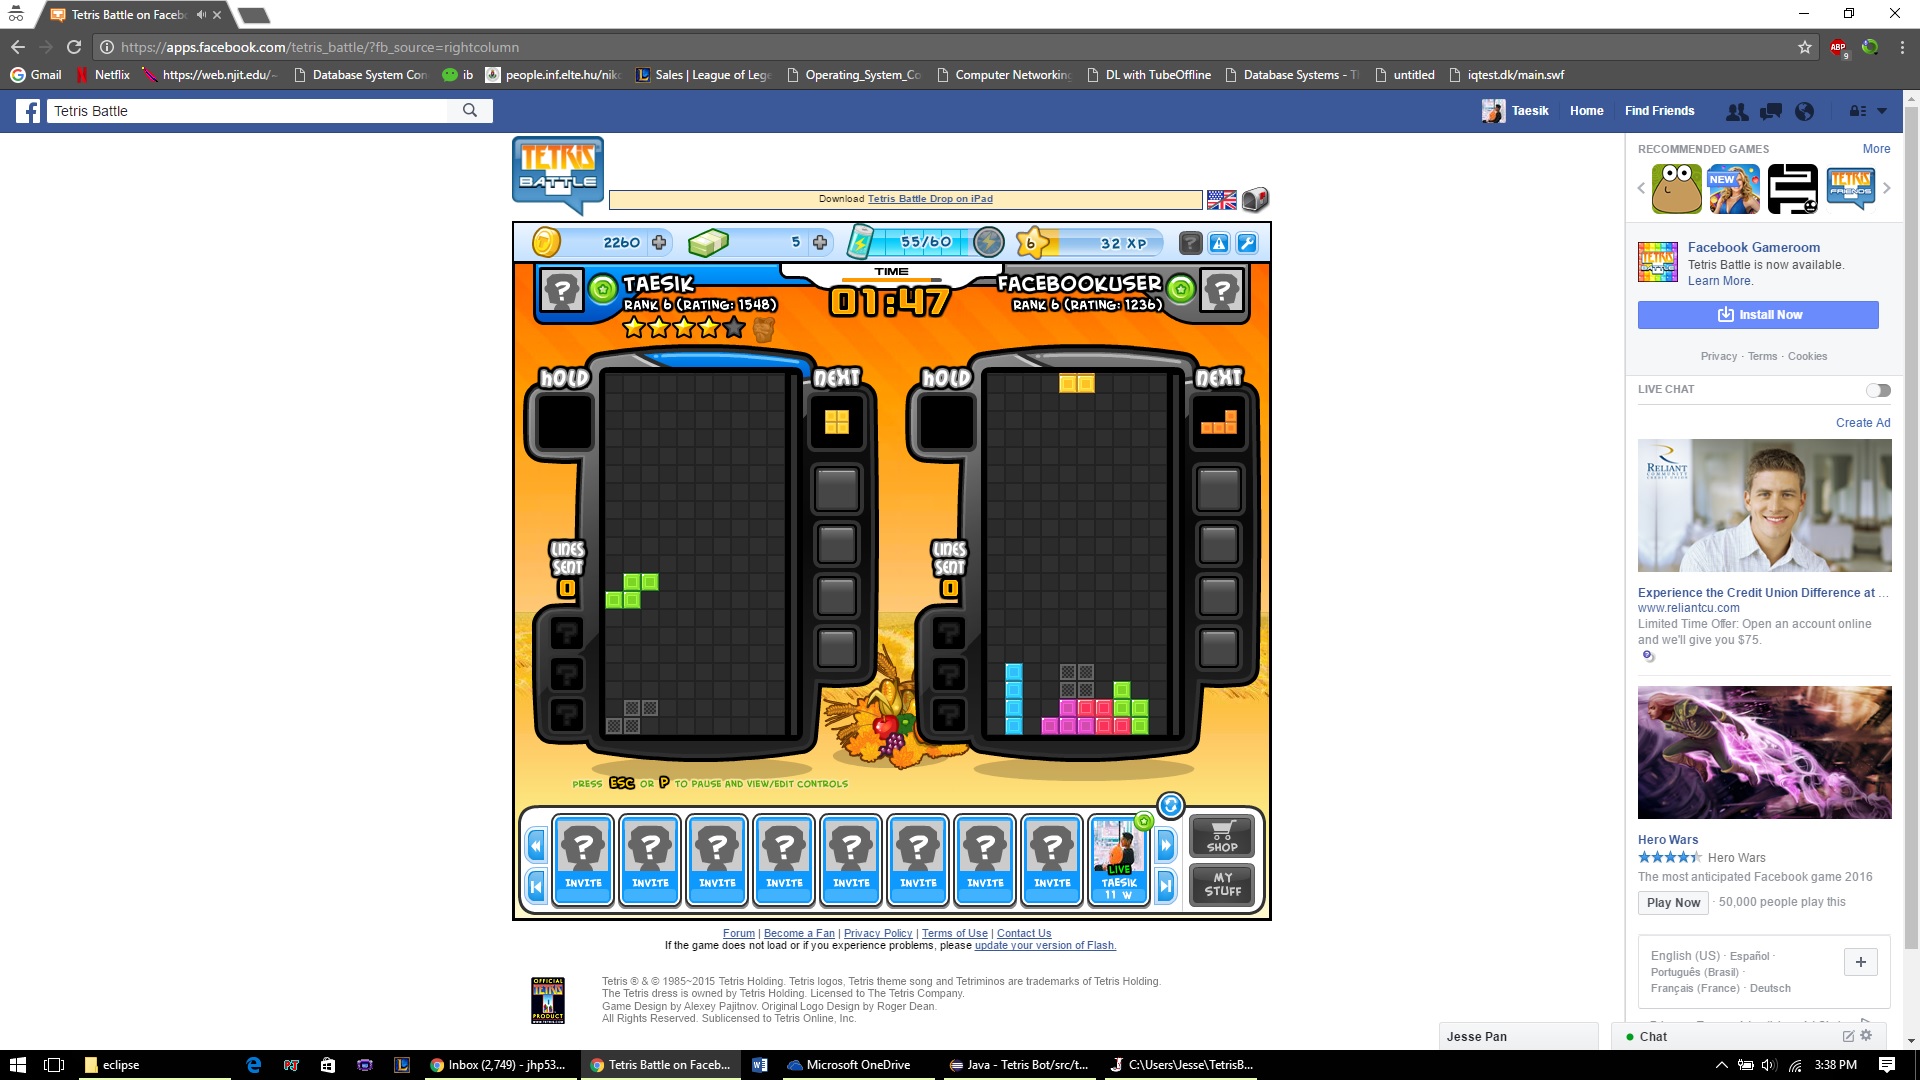 Tetris Battle on Faceb
https://apps.facebook.com/tetris_battle/?fb_source=rightcolumn
ABP
9
Gmail
Netflix
https://web.njit.edu/~
Database System Con
ib
people.inf.elte.hu/nik
Sales | League of Lege
Operating_System_Co
Computer Networking
DL with TubeOffline
Database Systems - T
untitled
iqtest.dk/main.swf
Tetris Battle
Taesik
Home
Find Friends
TETRIS
BATTLE
Download Tetris Battle Drop on iPad
2260
5
55/60
6
32 XP
TAESIK
RANK 6 (RATING: 1548)
TIME
01:47
FACEBOOKUSER
RANK 6 (RATING: 1236)
HOLD
NEXT
HOLD
NEXT
LINES
SENT
0
LINES
SENT
0
PRESS ESC OR P TO PAUSE AND VIEW/EDIT CONTROLS
INVITE
INVITE
INVITE
INVITE
INVITE
INVITE
INVITE
INVITE
LIVE
TAESIK
11 W
SHOP
MY
STUFF
Forum | Become a Fan | Privacy Policy | Terms of Use | Contact Us
If the game does not load or if you experience problems, please update your version of Flash.
OFFICIAL
TETRIS
PRODUCT
Tetris ® & © 1985~2015 Tetris Holding. Tetris logos, Tetris theme song and Tetriminos are trademarks of Tetris Holding.
The Tetris dress is owned by Tetris Holding. Licensed to The Tetris Company.
Game Design by Alexey Pajitnov. Original Logo Design by Roger Dean.
All Rights Reserved. Sublicensed to Tetris Online, Inc.
RECOMMENDED GAMES
More
NEW
TETRIS
FRIENDS
Facebook Gameroom
Tetris Battle is now available.
Learn More.
Install Now
Privacy · Terms · Cookies
LIVE CHAT
Create Ad
RELIANT
Experience the Credit Union Difference at ...
www.reliantcu.com
Limited Time Offer: Open an account online
and we'll give you $75.
Hero Wars
Hero Wars
The most anticipated Facebook game 2016
Play Now · 50,000 people play this
English (US) · Español ·
Português (Brasil) ·
Français (France) · Deutsch
Jesse Pan
Chat
eclipse
Inbox (2,749) - jhp53...
Tetris Battle on Faceb...
Microsoft OneDrive
Java - Tetris Bot/src/t...
C:\Users\Jesse\TetrisB...
3:38 PM